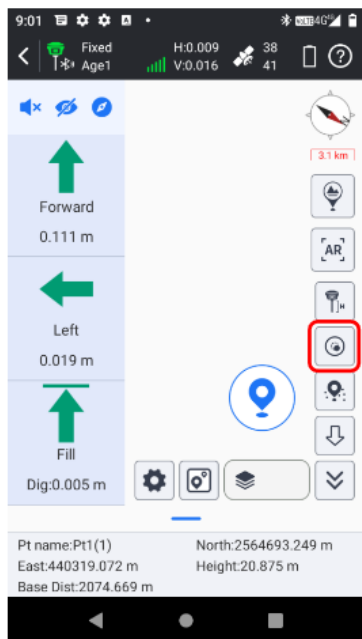 9:01 4G
Fixed H:0.009 38
Age1 V:0.016 41
3.1 km
Forward
0.111 m
AR
H
Left
0.019 m
Fill
Dig:0.005 m
Pt name:Pt1(1) North:2564693.249 m
East:440319.072 m Height:20.875 m
Base Dist:2074.669 m